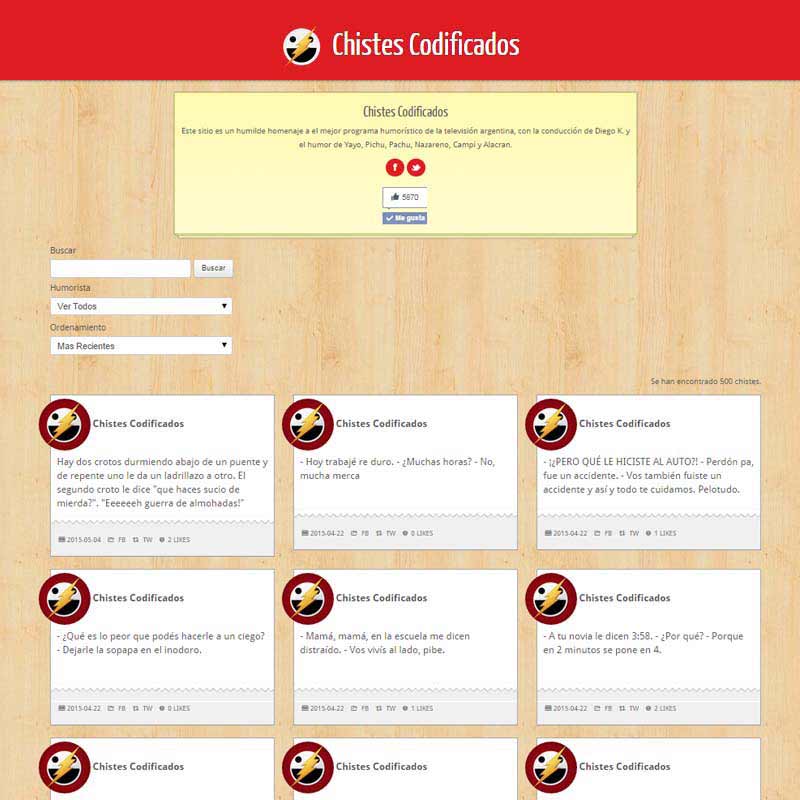 Chistes Codificados
Chistes Codificados
Este sitio es un humilde homenaje a el mejor programa humorístico de la televisión argentina, con la conducción de Diego K. y
el humor de Yayo, Pichu, Pachu, Nazareno, Campi y Alacran.
5970
Me gusta
Buscar
Buscar
Humorista
Ver Todos
Ordenamiento
Mas Recientes
Se han encontrado 500 chistes.
Chistes Codificados
Hay dos crotos durmiendo abajo de un puente y
de repente uno le da un ladrillazo a otro. El
segundo croto le dice "que haces sucio de
mierda?". "Eeeeeeh guerra de almohadas!"
2015-05-04 FB TW 2 LIKES
Chistes Codificados
- Hoy trabajé re duro. - ¿Muchas horas? - No,
mucha merca
2015-04-22 FB TW 0 LIKES
Chistes Codificados
- ¡¿PERO QUÉ LE HICISTE AL AUTO?! - Perdón pa,
fue un accidente. - Vos también fuiste un
accidente y así y todo te cuidamos. Pelotudo.
2015-04-22 FB TW 1 LIKES
Chistes Codificados
- ¿Qué es lo peor que podés hacerle a un ciego?
- Dejarle la sopapa en el inodoro.
2015-04-22 FB TW 0 LIKES
Chistes Codificados
- Mamá, mamá, en la escuela me dicen
distraído. - Vos vivís al lado, pibe.
2015-04-22 FB TW 1 LIKES
Chistes Codificados
- A tu novia le dicen 3:58. - ¿Por qué? - Porque
en 2 minutos se pone en 4.
2015-04-22 FB TW 2 LIKES
Chistes Codificados
Chistes Codificados
Chistes Codificados